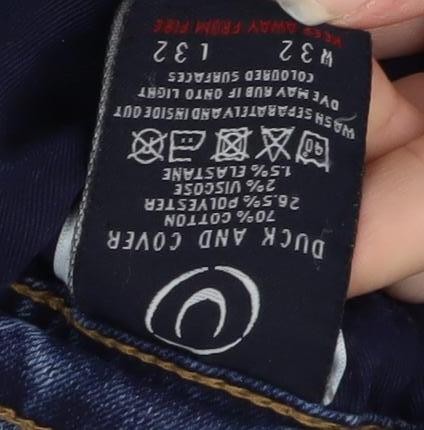 DUCK AND COVER
70% COTTON
26.5% POLYESTER
2% VISCOSE
1.5% ELASTANE
40
WASH SEPARATELY AND INSIDE OUT
DYE MAY RUB IF ONTO LIGHT
COLOURED SURFACES
W32 L32
KEEP AWAY FROM FIRE